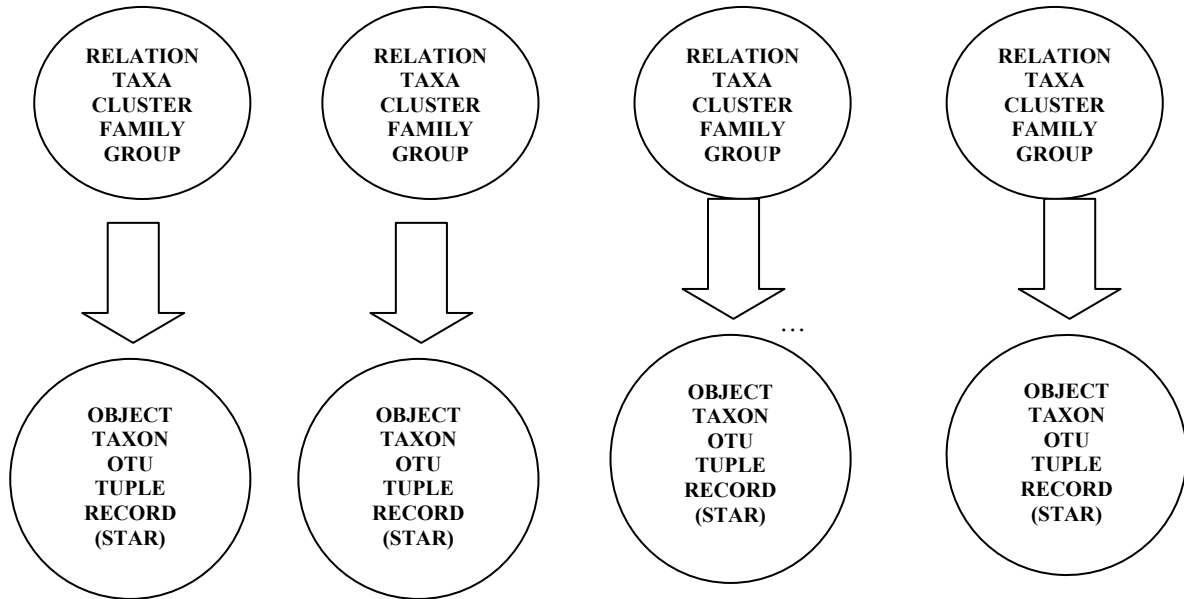 RELATION
TAXA
CLUSTER
FAMILY
GROUP
RELATION
TAXA
CLUSTER
FAMILY
GROUP
RELATION
TAXA
CLUSTER
FAMILY
GROUP
RELATION
TAXA
CLUSTER
FAMILY
GROUP
OBJECT
TAXON
OTU
TUPLE
RECORD
(STAR)
OBJECT
TAXON
OTU
TUPLE
RECORD
(STAR)
…
OBJECT
TAXON
OTU
TUPLE
RECORD
(STAR)
OBJECT
TAXON
OTU
TUPLE
RECORD
(STAR)